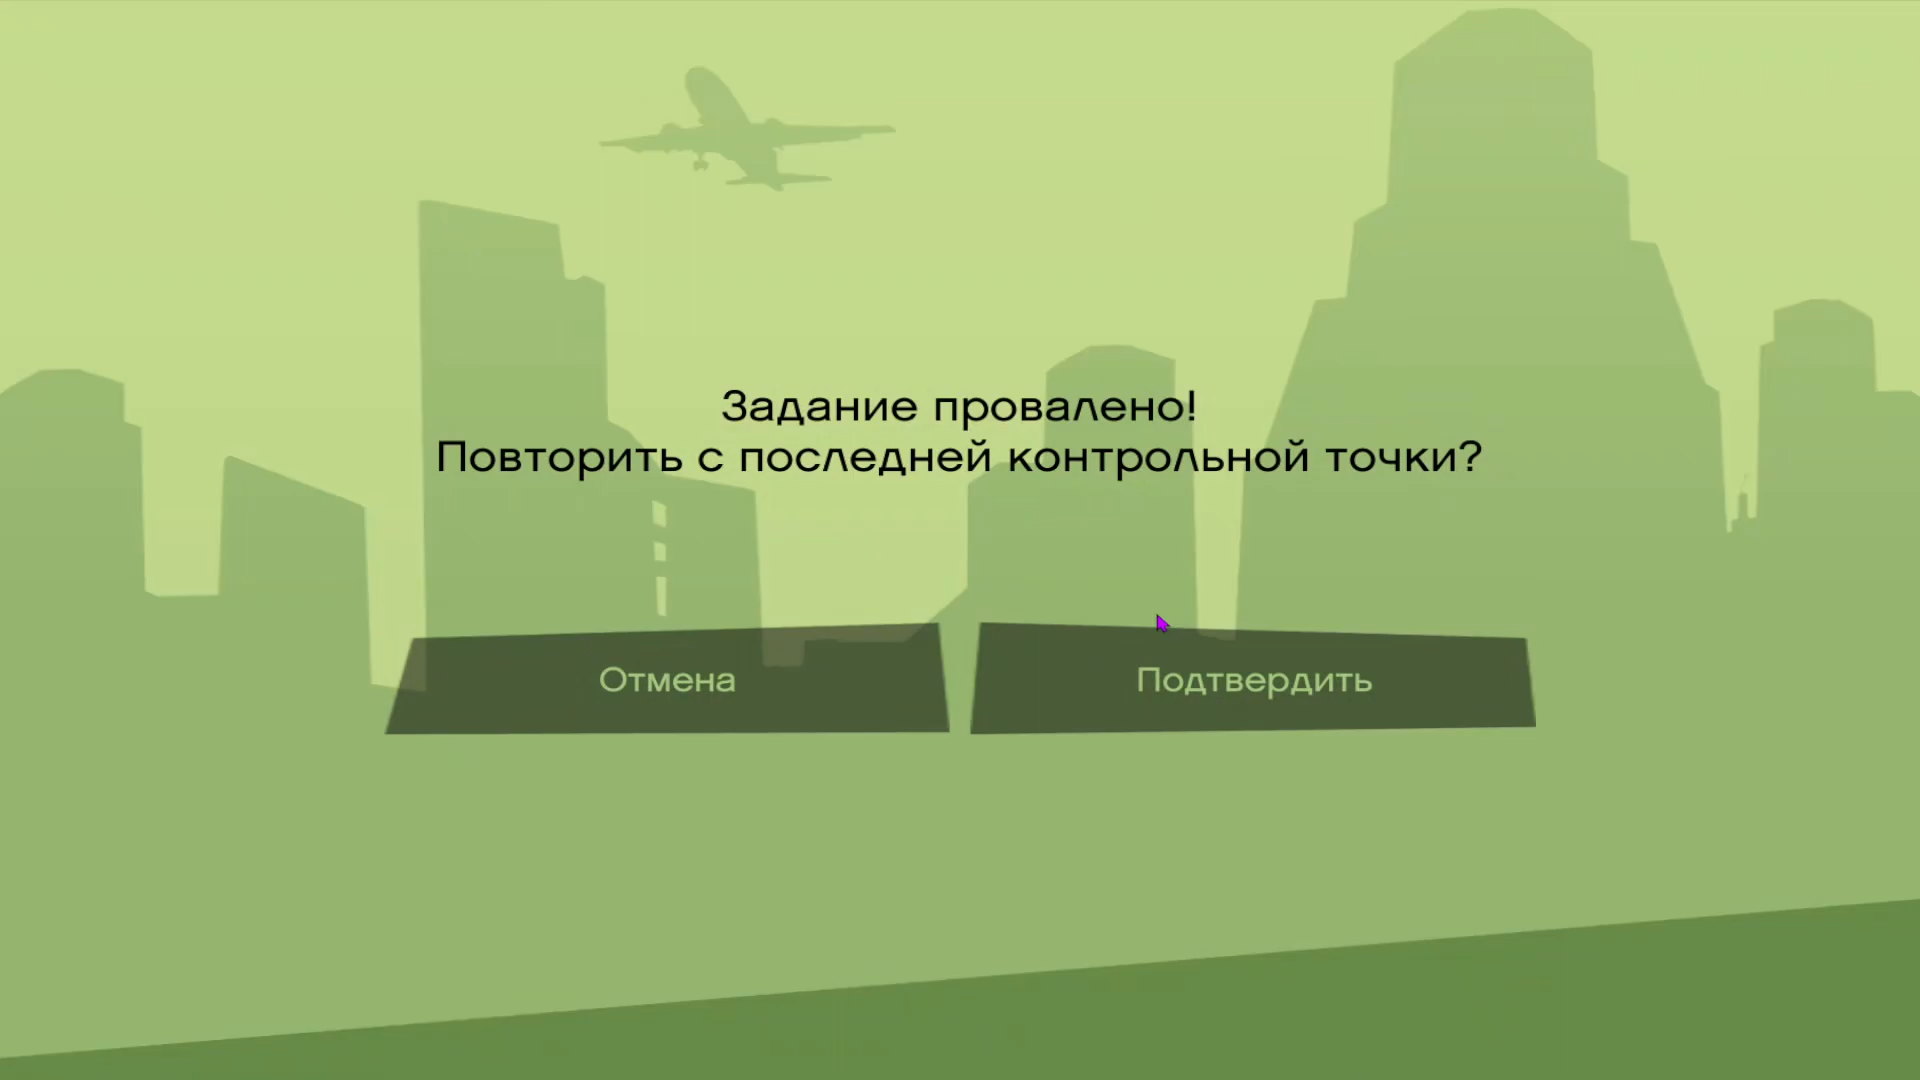 Задание провалено!
Повторить с последней контрольной точки?
Отмена
Подтвердить